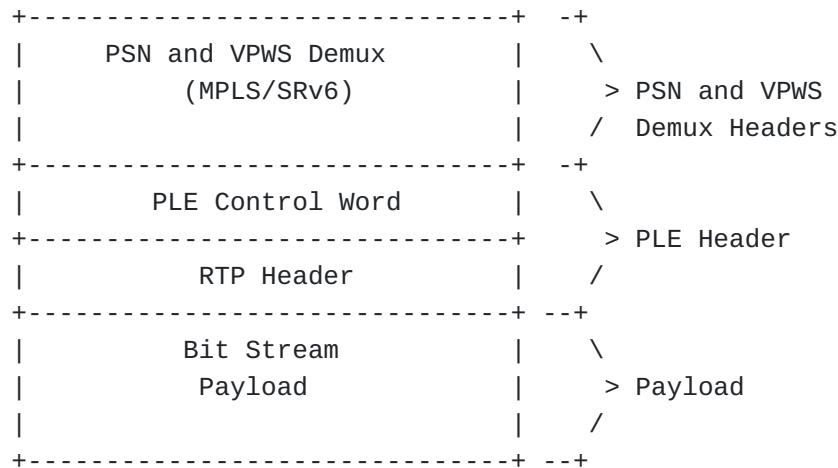 PSN and VPWS Demux
(MPLS/SRv6) > PSN and VPWS
Demux Headers
PLE Control Word
> PLE Header
RTP Header
Bit Stream
Payload > Payload